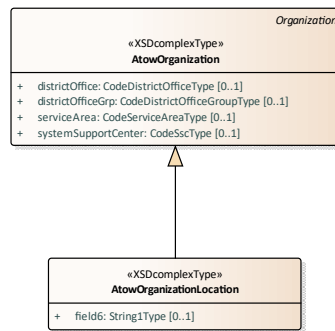 Organization
«XSDcomplexType»
AtowOrganization
+ districtOffice: CodeDistrictOfficeType [0..1]
+ districtOfficeGrp: CodeDistrictOfficeGroupType [0..1]
+ serviceArea: CodeServiceAreaType [0..1]
+ systemSupportCenter: CodeSscType [0..1]
«XSDcomplexType»
AtowOrganizationLocation
+ field6: String1Type [0..1]